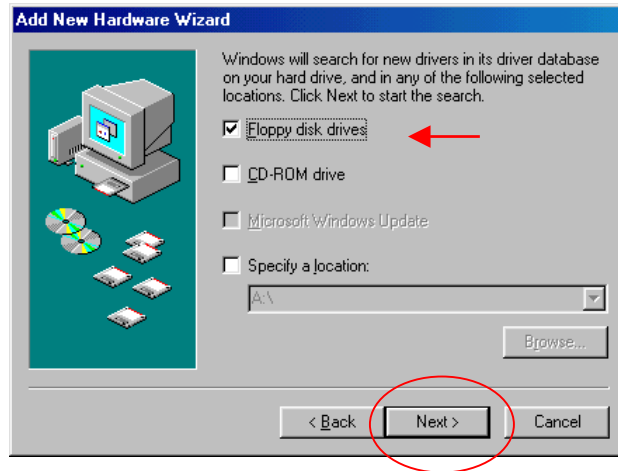 Add New Hardware Wizard
Windows will search for new drivers in its driver database
on your hard drive, and in any of the following selected
locations. Click Next to start the search.
Floppy disk drives
CD-ROM drive
Microsoft Windows Update
Specify a location:
A:\
Browse...
< Back
Next >
Cancel